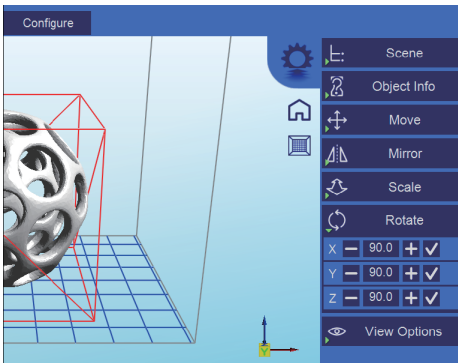 Configure
Scene
Object Info
Move
Mirror
Scale
Rotate
X 90.0
Y 90.0
Z 90.0
View Options
Y